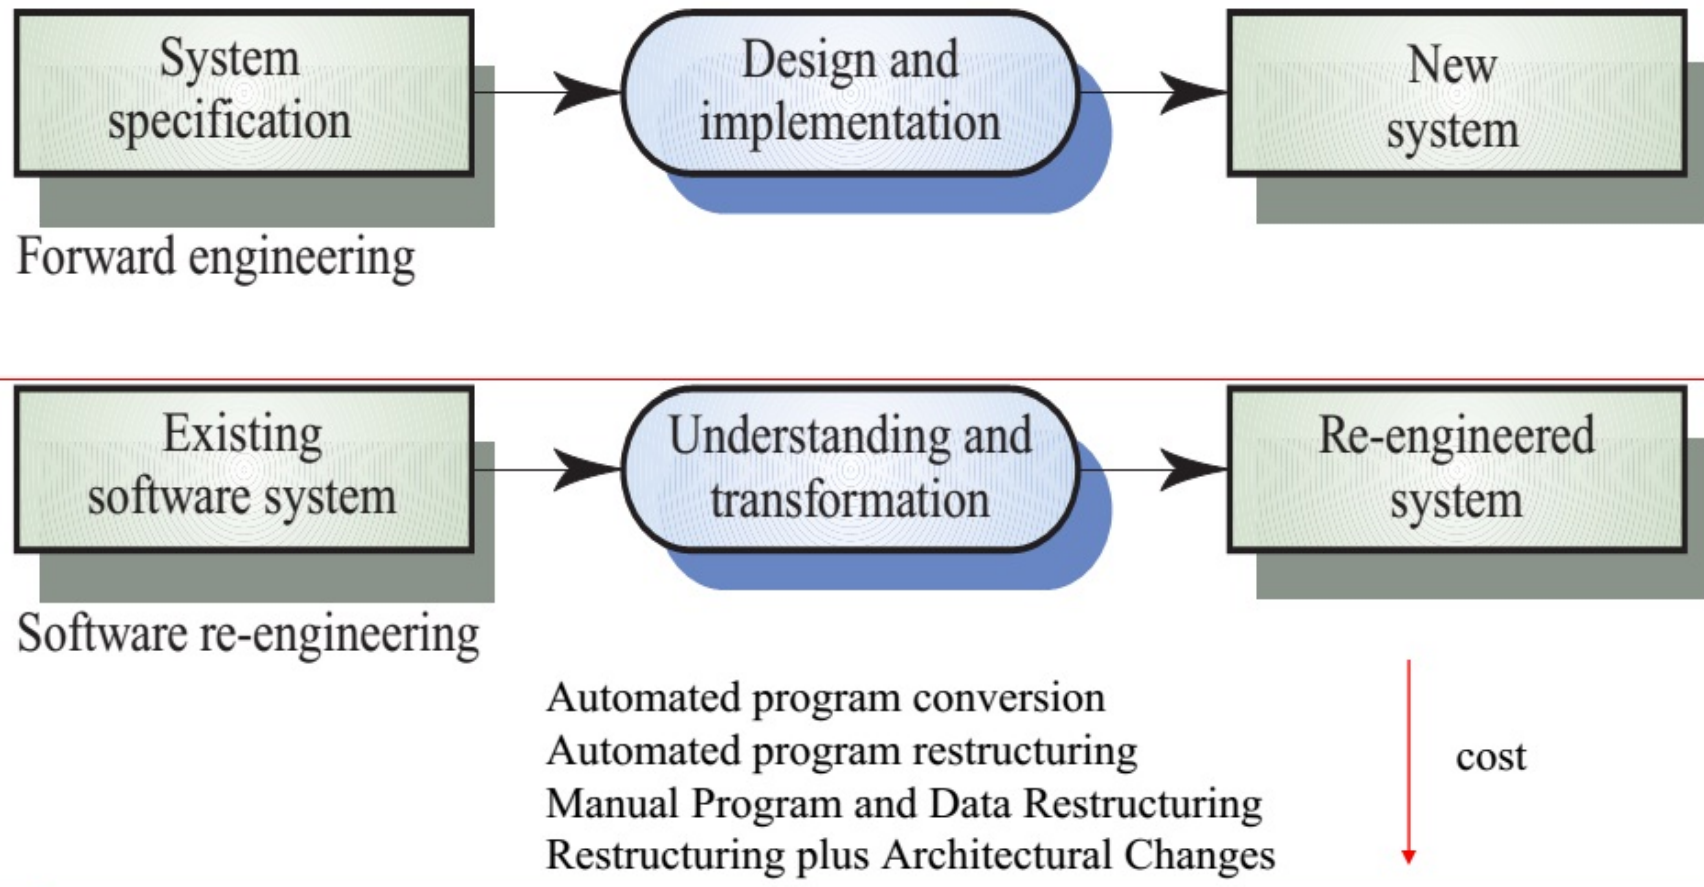 System
specification
Design and
implementation
New
system
Forward engineering
Existing
software system
Understanding and
transformation
Re-engineered
system
Software re-engineering
Automated program conversion
Automated program restructuring
Manual Program and Data Restructuring
Restructuring plus Architectural Changes
cost